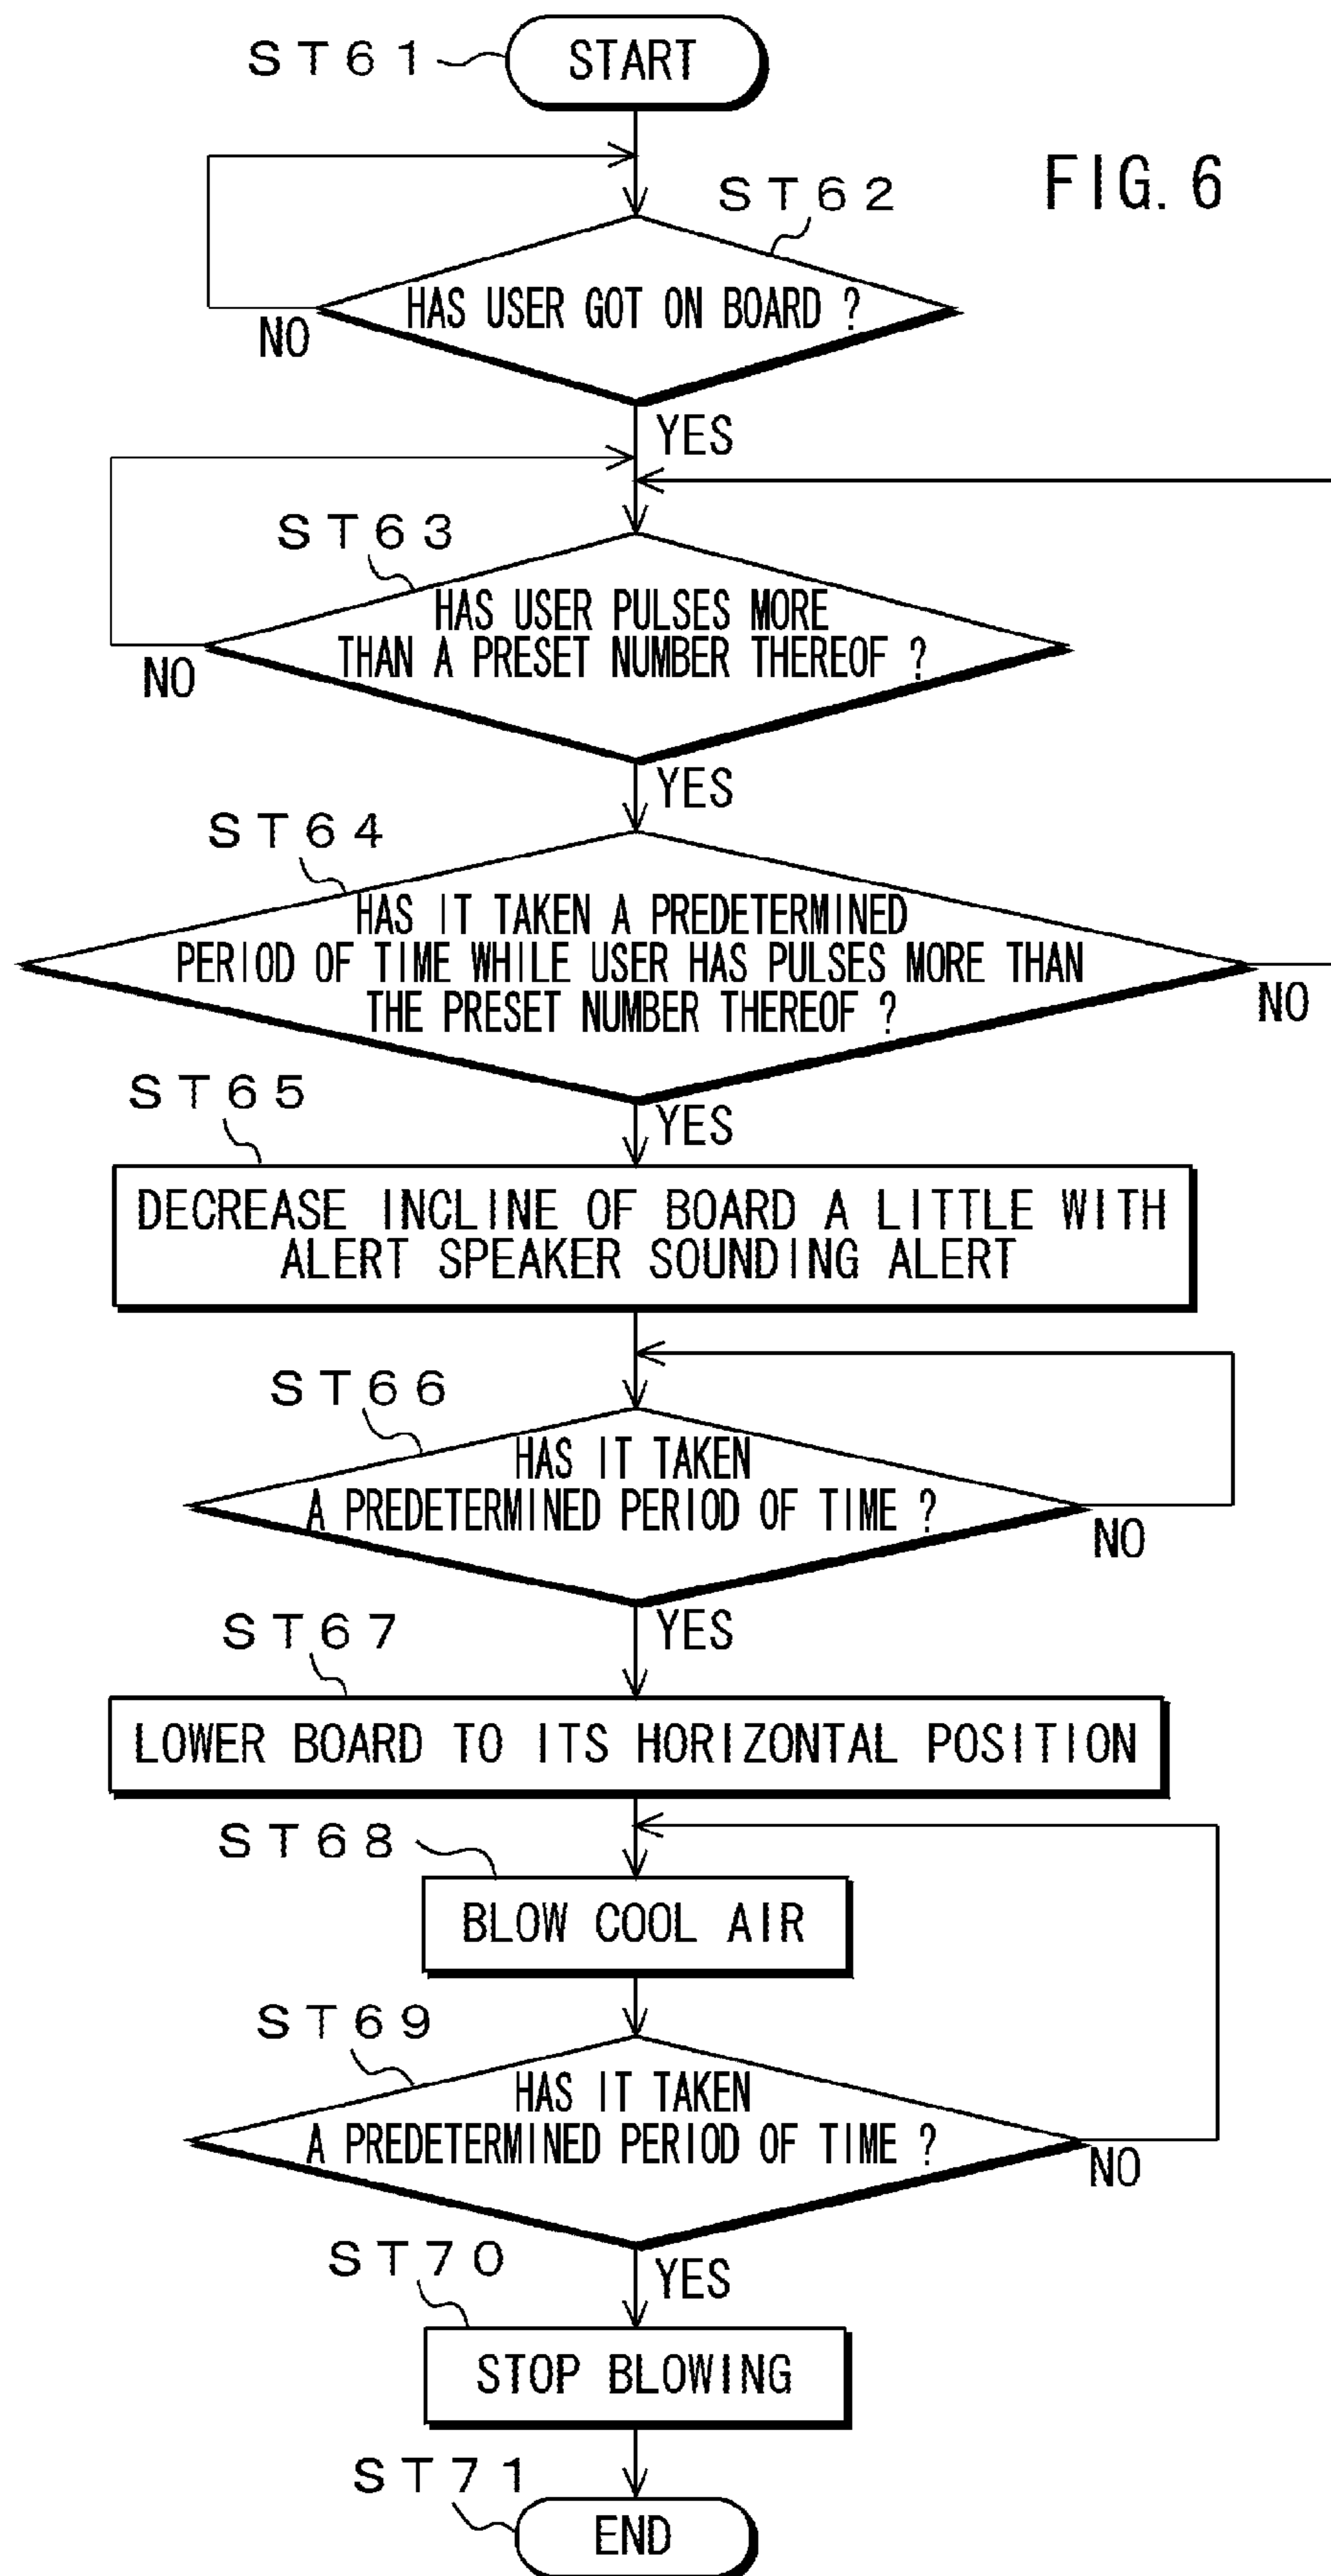 ST61
START
FIG. 6
ST62
HAS USER GOT ON BOARD ?
NO
YES
ST63
HAS USER PULSES MORE
THAN A PRESET NUMBER THEREOF ?
NO
YES
ST64
HAS IT TAKEN A PREDETERMINED
PERIOD OF TIME WHILE USER HAS PULSES MORE THAN
THE PRESET NUMBER THEREOF ?
NO
YES
ST65
DECREASE INCLINE OF BOARD A LITTLE WITH
ALERT SPEAKER SOUNDING ALERT
ST66
HAS IT TAKEN
A PREDETERMINED PERIOD OF TIME ?
NO
YES
ST67
LOWER BOARD TO ITS HORIZONTAL POSITION
ST68
BLOW COOL AIR
ST69
HAS IT TAKEN
A PREDETERMINED PERIOD OF TIME ?
NO
YES
ST70
STOP BLOWING
ST71
END